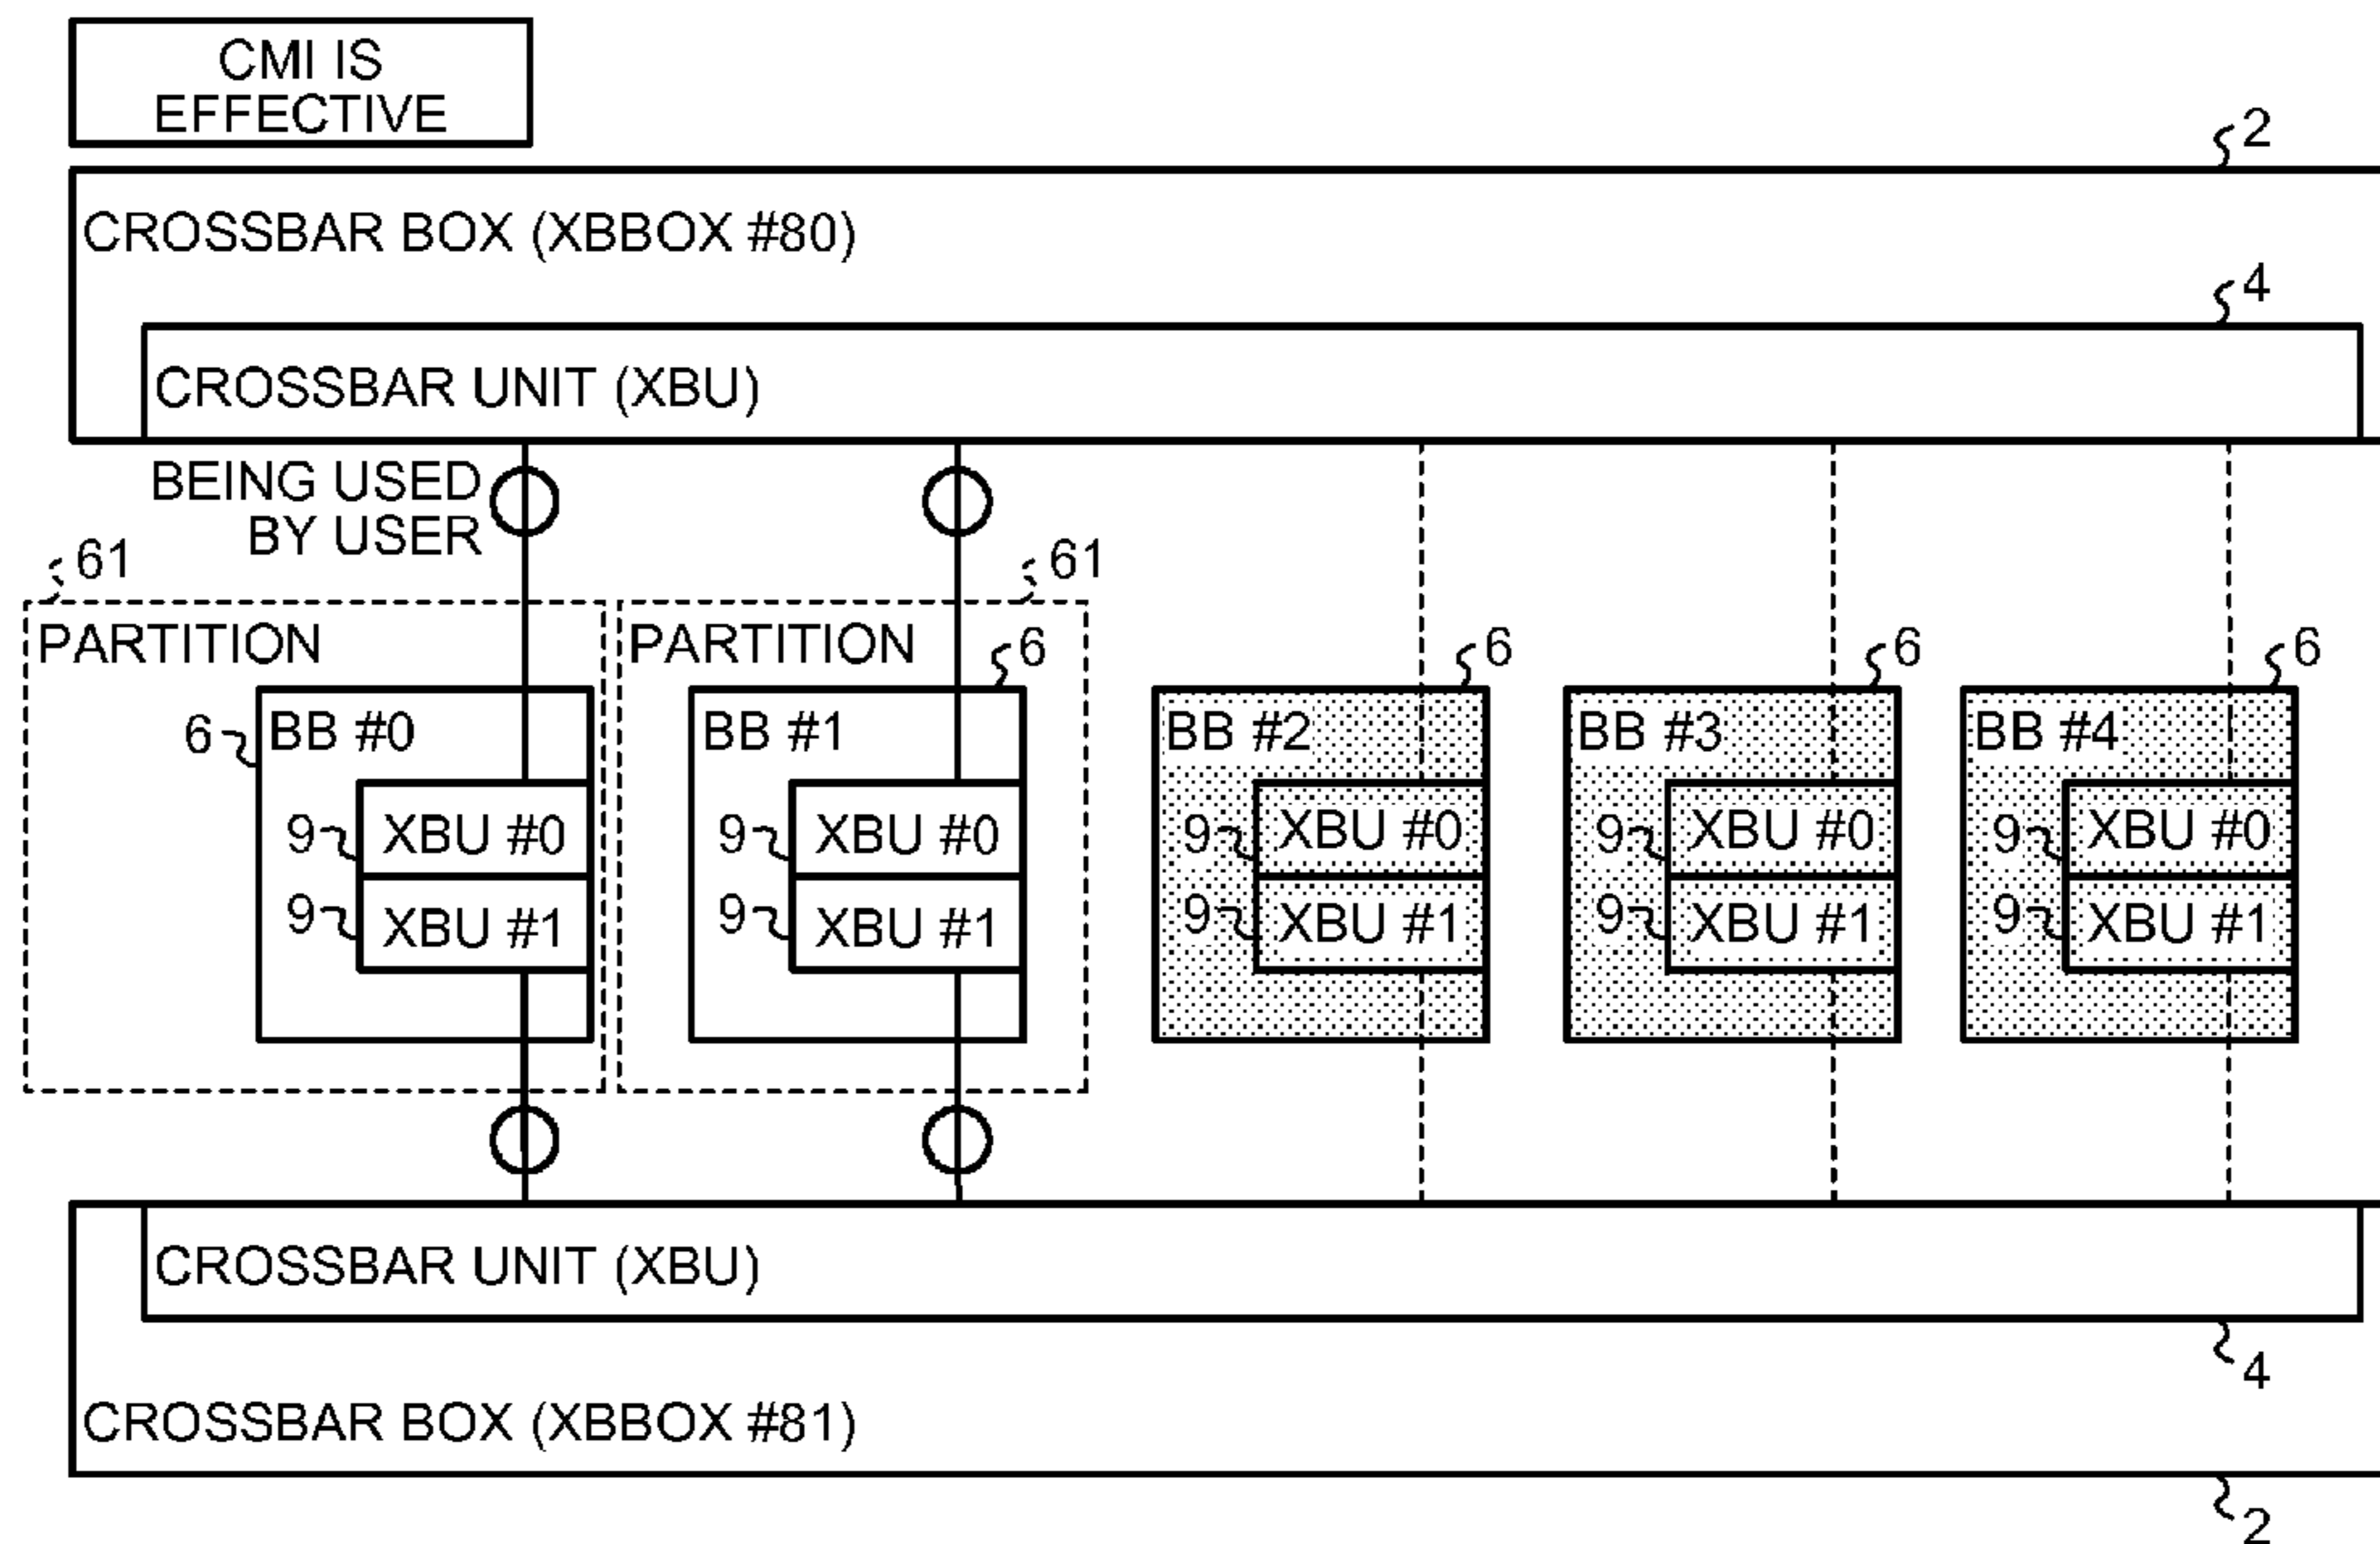 CMI IS
EFFECTIVE
2
CROSSBAR BOX (XBBOX #80)
4
CROSSBAR UNIT (XBU)
BEING USED
BY USER
61
61
PARTITION
PARTITION
6
6
6
6
6
BB #0
BB #1
BB #2
BB #3
BB #4
9
XBU #0
9
XBU #0
9
XBU #0
9
XBU #0
9
XBU #0
9
XBU #1
9
XBU #1
9
XBU #1
9
XBU #1
9
XBU #1
CROSSBAR UNIT (XBU)
4
CROSSBAR BOX (XBBOX #81)
2